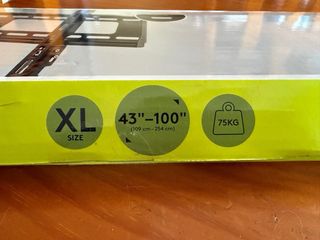 XL
SIZE
43"–100"
(109 cm - 254 cm)
75KG